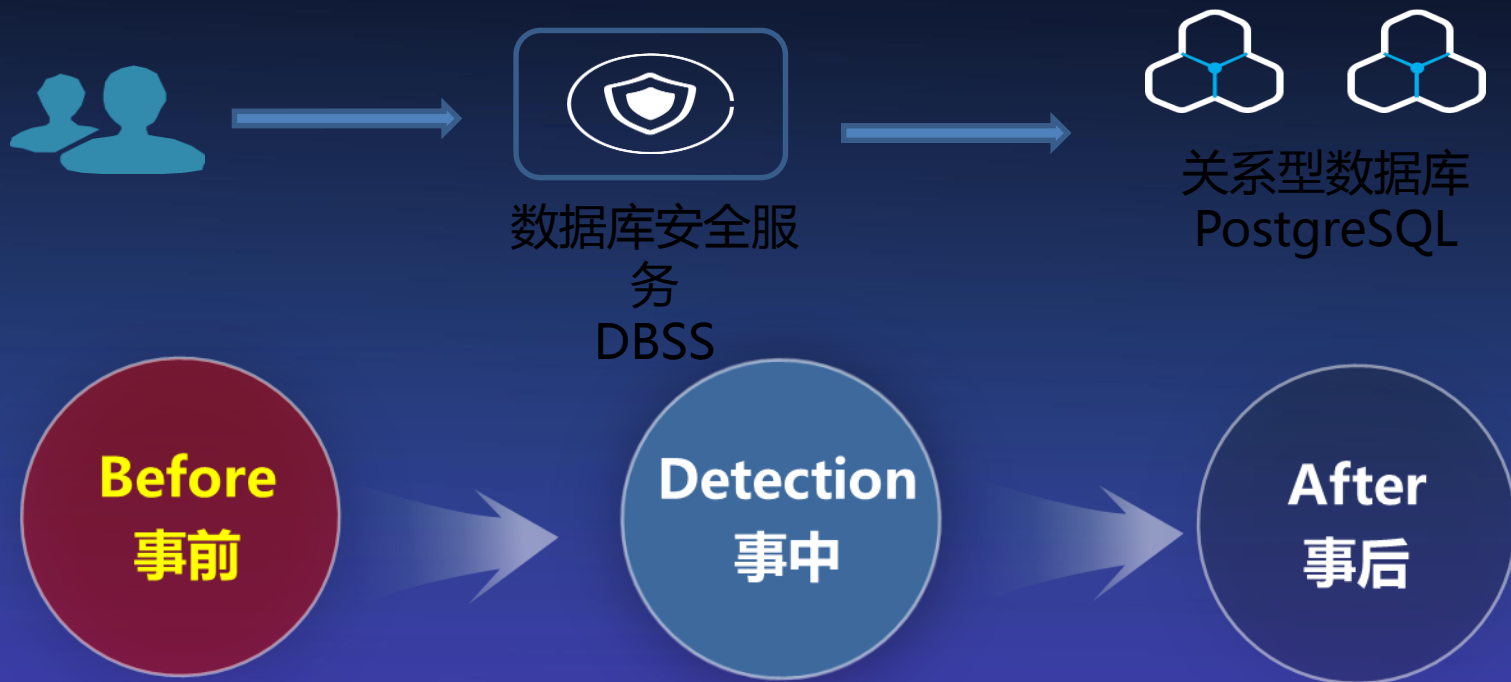 数据库安全服
务
DBSS
关系型数据库
PostgreSQL
Before
事前
Detection
事中
After
事后